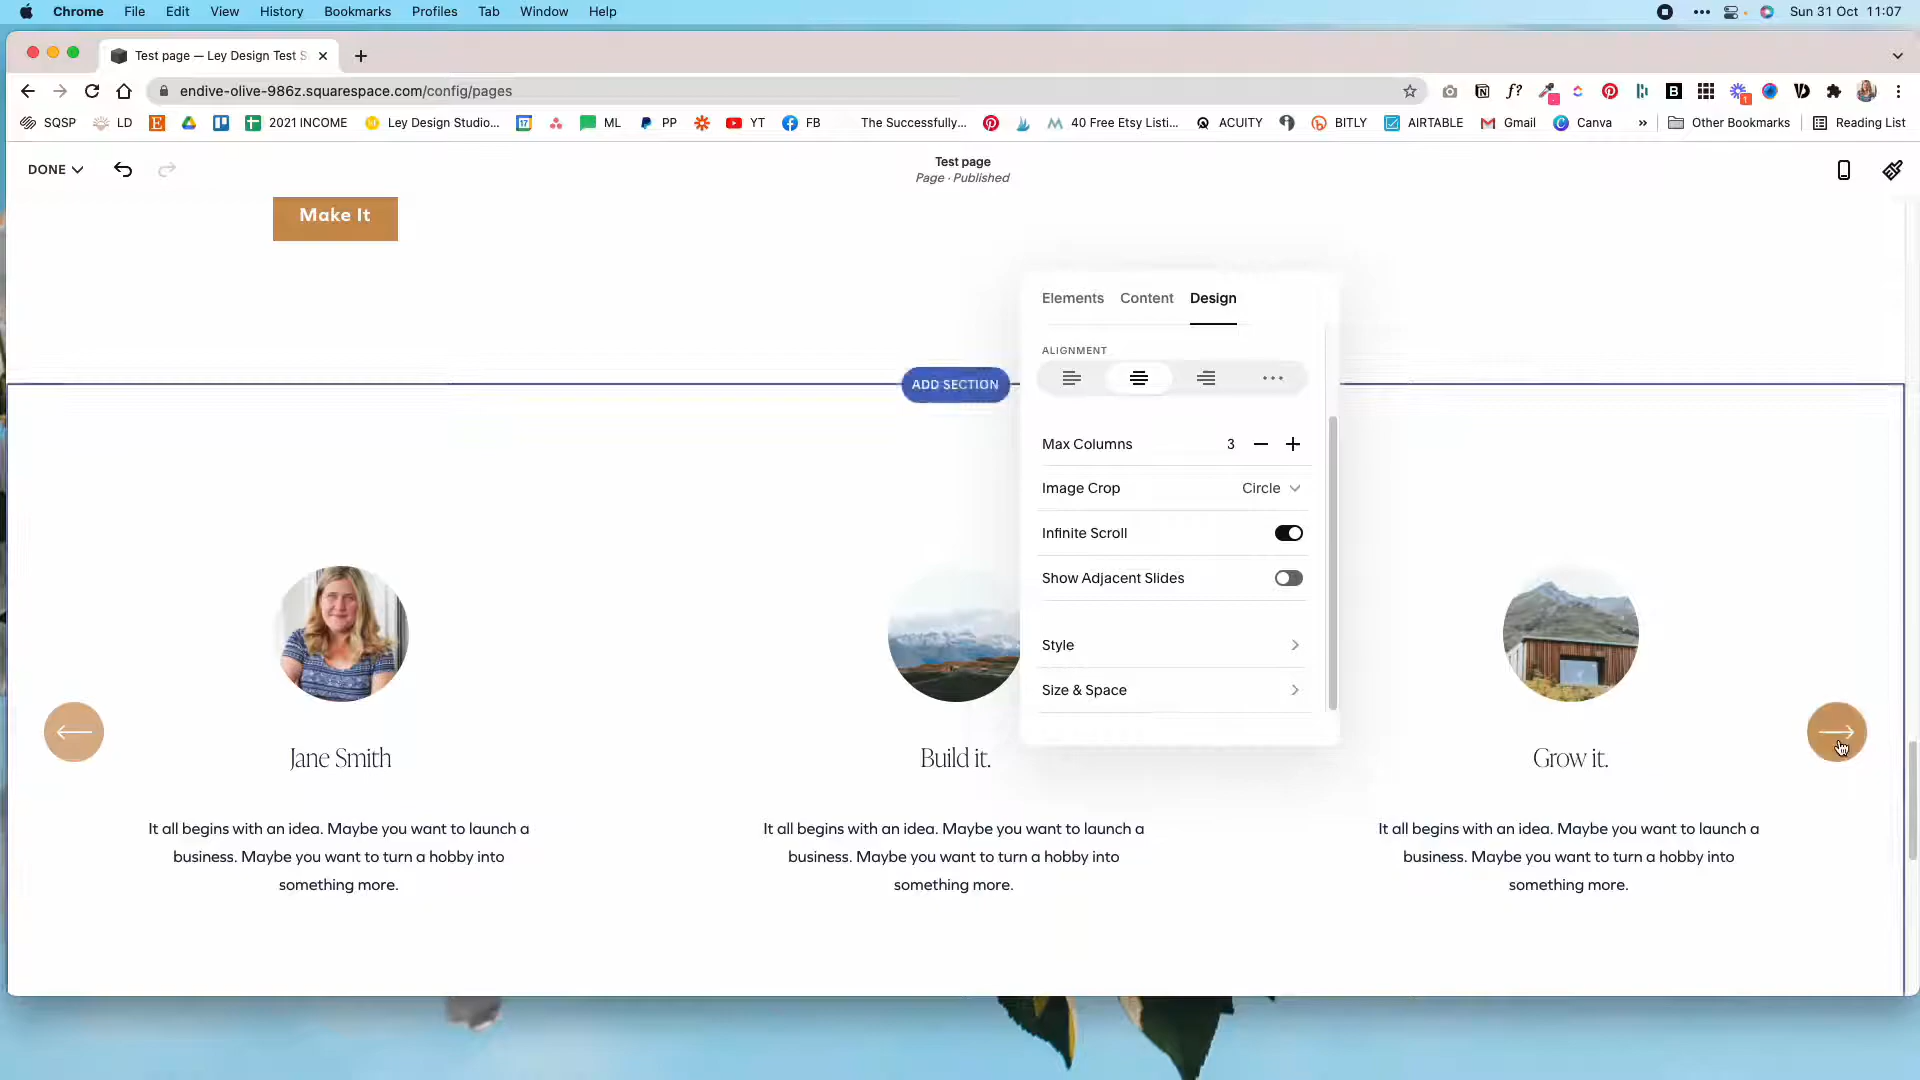 Chrome File Edit View History Bookmarks Profiles Tab Window Help Sun 31 Oct 11:07
Test page — Ley Design Test S
endive-olive-986z.squarespace.com/config/pages
SQSP LD 2021 INCOME Ley Design Studio... ML PP YT FB The Successfully... 40 Free Etsy Listi... ACUITY BITLY AIRTABLE Gmail Canva » Other Bookmarks Reading List
DONE
Test page
Page · Published
Make It
Elements Content Design
ALIGNMENT
ADD SECTION
Max Columns 3
Image Crop Circle
Infinite Scroll
Show Adjacent Slides
Style
Size & Space
Jane Smith
It all begins with an idea. Maybe you want to launch a
business. Maybe you want to turn a hobby into
something more.
Build it.
It all begins with an idea. Maybe you want to launch a
business. Maybe you want to turn a hobby into
something more.
Grow it.
It all begins with an idea. Maybe you want to launch a
business. Maybe you want to turn a hobby into
something more.